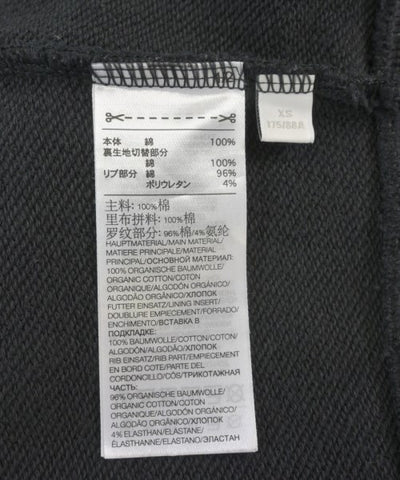 XS
175/88A
本体 綿 100%
裏生地切替部分
綿 100%
リブ部分 綿 96%
ポリウレタン 4%
主料: 100%棉
里布拼料: 100%棉
罗纹部分: 96%棉/4%氨纶
HAUPTMATERIAL/MAIN MATERIAL/
MATIERE PRINCIPALE/MATERIAL
PRINCIPAL/ОСНОВНОЙ МАТЕРИАЛ:
100% ORGANISCHE BAUMWOLLE/
ORGANIC COTTON/COTON
ORGANIQUE/ALGODÓN ORGÁNICO/
ALGODÃO ORGÂNICO/ХЛОПОК
FUTTER EINSATZ/LINING INSERT/
DOUBLURE EMPIECEMENT/FORRADO/
ENCHIMENTO/ВСТАВКА В
ПОДКЛАДКЕ:
100% BAUMWOLLE/COTTON/COTON/
ALGODÓN/ALGODÃO/ХЛОПОК
RIB EINSATZ/RIB PART/EMPIECEMENT
EN BORD COTE/PARTE DEL
CORDONCILLO/CÓS/ТРИКОТАЖНАЯ
ЧАСТЬ:
96% ORGANISCHE BAUMWOLLE/
ORGANIC COTTON/COTON
ORGANIQUE/ALGODÓN ORGÁNICO/
ALGODÃO ORGÂNICO/ХЛОПОК
4% ELASTHAN/ELASTANE/
ÉLASTHANNE/ELASTANO/ЭЛАСТАН